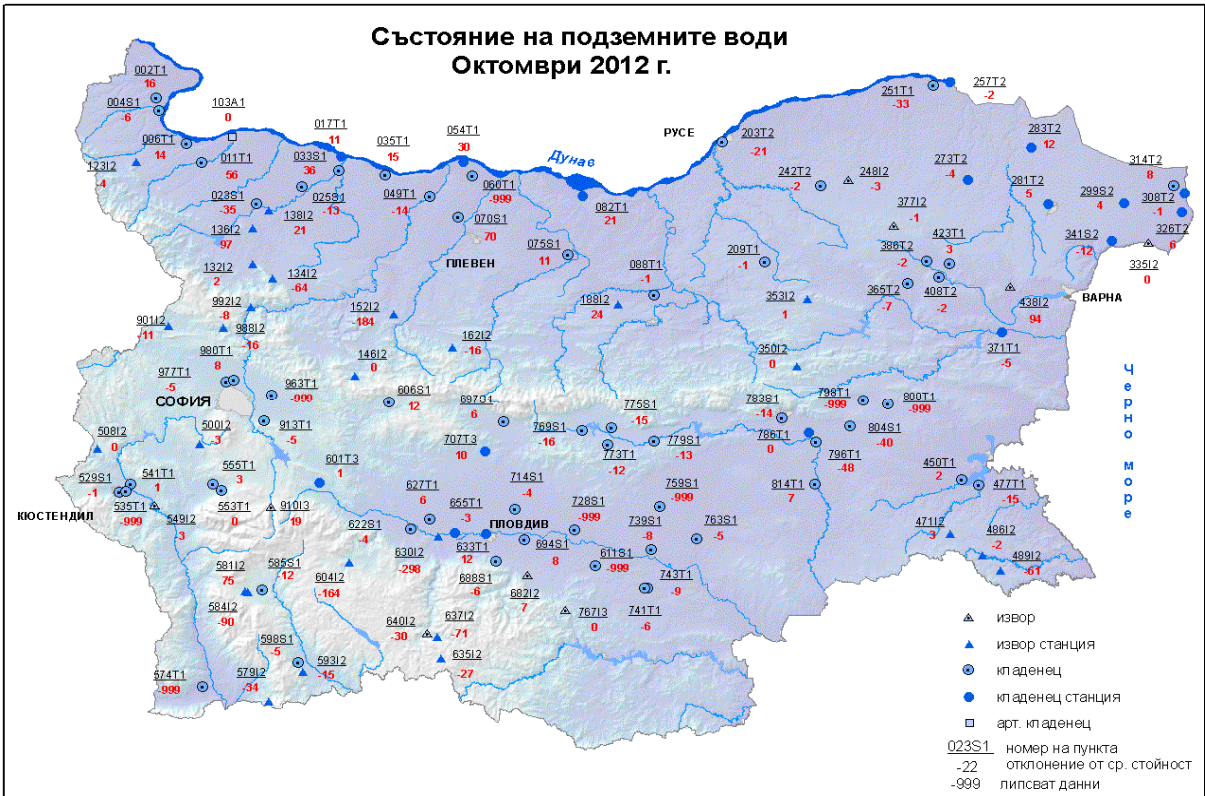 Състояние на подземните води
Октомври 2012 г.
002T1
16
004S1
-6
103A1
0
006T1
14
011T1
56
123I2
-4
017T1
11
033S1
36
035T1
15
054T1
30
Дунав
РУСЕ
203T2
-21
251T1
-33
257T2
-2
283T2
12
273T2
-4
281T2
5
299S2
4
314T2
8
308T2
-1
326T2
6
335I2
0
341S2
-12
242T2
-2
248I2
-3
377I2
-1
386T2
-2
423T1
3
023S1
-35
025S1
-13
138I2
21
136I2
97
049T1
-14
060T1
-999
070S1
70
ПЛЕВЕН
075S1
11
082T1
21
088T1
-1
209T1
-1
132I2
2
134I2
-64
992I2
-8
988I2
-16
901I2
11
152I2
-184
162I2
-16
188I2
24
353I2
1
365T2
-7
408T2
-2
438I2
94
ВАРНА
371T1
-5
350I2
0
980T1
8
977T1
-5
СОФИЯ
963T1
-999
146I2
0
606S1
12
697S1
6
769S1
-16
775S1
-15
773T1
-12
779S1
-13
783S1
-14
786T1
0
798T1
-999
800T1
-999
804S1
-40
796T1
-48
814T1
7
450T1
2
477T1
-15
471I2
3
486I2
-2
489I2
-61
Черно море
508I2
0
500I2
-3
913T1
-5
529S1
-1
541T1
1
535T1
-999
КЮСТЕНДИЛ
549I2
-3
555T1
3
553T1
0
910I3
19
601T3
1
707T3
10
714S1
-4
627T1
6
655T1
-3
622S1
-4
630I2
-298
633T1
12
ПЛОВДИВ
694S1
8
688S1
-6
682I2
7
728S1
-999
611S1
-999
759S1
-999
739S1
-8
763S1
-5
743T1
-9
741T1
-6
767I3
0
581I2
75
585S1
12
584I2
-90
604I2
-164
640I2
-30
637I2
-71
635I2
-27
598S1
-5
593I2
-15
579I2
-34
574T1
-999
извор
извор станция
кладенец
кладенец станция
арт. кладенец
023S1 номер на пункта
-22 отклонение от ср. стойност
-999 липсват данни